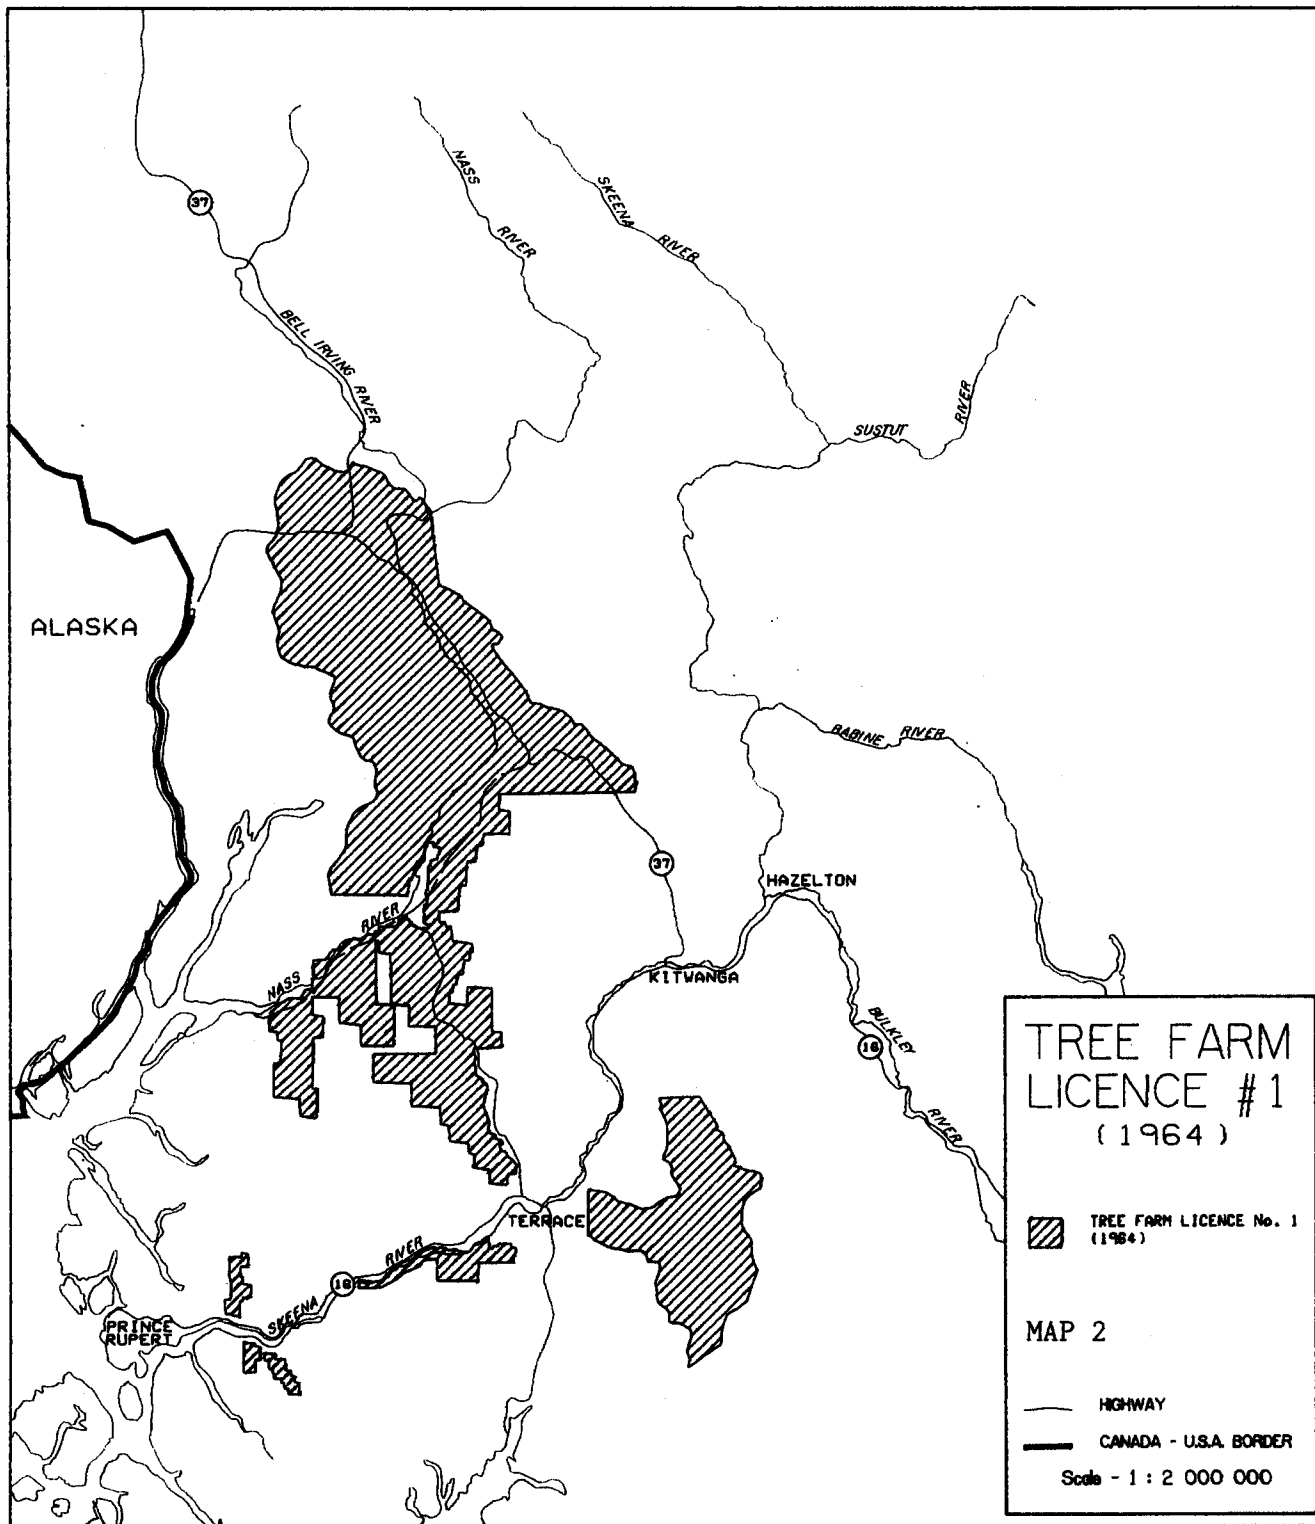 NASS
RIVER
SKEENA
RIVER
37
BELL IRVING RIVER
SUSTUT
RIVER
ALASKA
BABINE RIVER
37
HAZELTON
RIVER
NASS
KITWANGA
BULKLEY
16
RIVER
TERRACE
RIVER
16
SKEENA
PRINCE
RUPERT
TREE FARM
LICENCE #1
(1964)
TREE FARM LICENCE No. 1
(1964)
MAP 2
HIGHWAY
CANADA - U.S.A. BORDER
Scale - 1 : 2 000 000